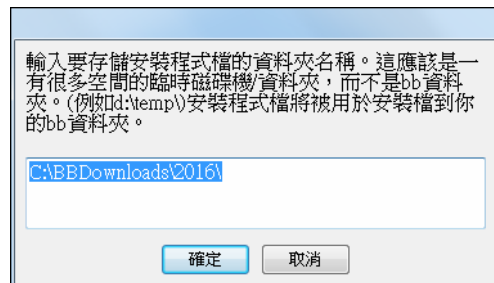 輸入要存儲安裝程式檔的資料夾名稱。這應該是一
有很多空間的臨時磁碟機/資料夾，而不是bb資料
夾。(例如d:\temp\)安裝程式檔將被用於安裝檔到你
的bb資料夾。
C:\BBDownloads\2016\
確定
取消